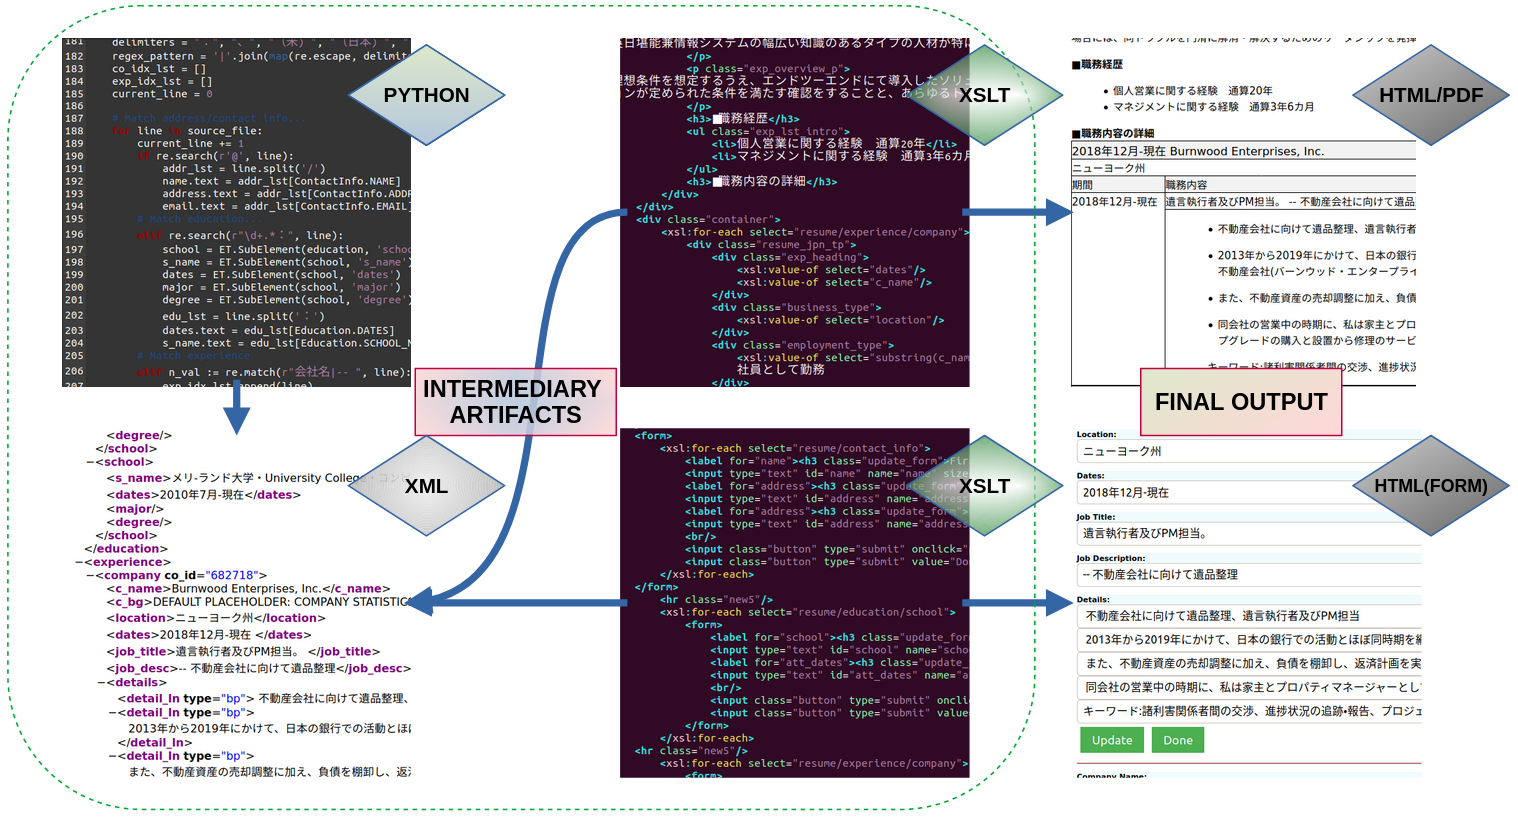 181 delimiters = "．", "、", " (米) ", " (日本) ", "
182 regex_pattern = '|'.join(map(re.escape, delimit
183 co_idx_lst = []
184 exp_idx_lst = []
185 current_line = 0
186
187 # Match address/contact info...
188 for line in source_file:
189 current_line += 1
190 if re.search(r'@', line):
191 addr_lst = line.split('/')
192 name.text = addr_lst[ContactInfo.NAME]
193 address.text = addr_lst[ContactInfo.ADDR
194 email.text = addr_lst[ContactInfo.EMAIL]
195 # Match education...
196 elif re.search(r"\d+.*：", line):
197 school = ET.SubElement(education, 'schoo
198 s_name = ET.SubElement(school, 's_name')
199 dates = ET.SubElement(school, 'dates')
200 major = ET.SubElement(school, 'major')
201 degree = ET.SubElement(school, 'degree')
202 edu_lst = line.split('：')
203 dates.text = edu_lst[Education.DATES]
204 s_name.text = edu_lst[Education.SCHOOL_N
205 # Match experience
206 elif n_val := re.match(r"会社名|-- ", line):
207 exp_idx_lst.append(line)
PYTHON
日堪能兼情報システムの幅広い知識のあるタイプの人材が特に
</p>
<p class="exp_overview_p">
想条件を想定するうえ、エンドツーエンドにて導入したソリュ
ンが定められた条件を満たす確認をすることと、あらゆるト
</p>
<h3>■職務経歴</h3>
<ul class="exp_lst_intro">
<li>個人営業に関する経験　通算20年</li>
<li>マネジメントに関する経験　通算3年6カ月
</ul>
<h3>■職務内容の詳細</h3>
</div>
</div>
<div class="container">
<xsl:for-each select="resume/experience/company">
<div class="resume_jpn_tp">
<div class="exp_heading">
<xsl:value-of select="dates"/>
<xsl:value-of select="c_name"/>
</div>
<div class="business_type">
<xsl:value-of select="location"/>
</div>
<div class="employment_type">
<xsl:value-of select="substring(c_nam
社員として勤務
</div>
XSLT
■職務経歴
• 個人営業に関する経験　通算20年
• マネジメントに関する経験　通算3年6カ月
■職務内容の詳細
2018年12月-現在 Burnwood Enterprises, Inc.
ニューヨーク州
期間 職務内容
2018年12月-現在 遺言執行者及びPM担当。 -- 不動産会社に向けて遺品
• 不動産会社に向けて遺品整理、遺言執行者
• 2013年から2019年にかけて、日本の銀行
不動産会社(バーンウッド・エンタープライ
• また、不動産資産の売却調整に加え、負債
• 同会社の営業中の時期に、私は家主とプロ
プグレードの購入と設置から修理のサービ
キーワード:諸利害関係者間の交渉、進捗状況
HTML/PDF
INTERMEDIARY
ARTIFACTS
FINAL OUTPUT
<degree/>
</school>
−<school>
<s_name>メリ-ランド大学・University College・コンピ
<dates>2010年7月-現在</dates>
<major/>
<degree/>
</school>
</education>
−<experience>
−<company co_id="682718">
<c_name>Burnwood Enterprises, Inc.</c_name>
<c_bg>DEFAULT PLACEHOLDER: COMPANY STATISTIC
<location>ニューヨーク州</location>
<dates>2018年12月-現在 </dates>
<job_title>遺言執行者及びPM担当。 </job_title>
<job_desc>-- 不動産会社に向けて遺品整理</job_desc>
−<details>
<detail_ln type="bp"> 不動産会社に向けて遺品整理、
−<detail_ln type="bp">
2013年から2019年にかけて、日本の銀行での活動とほぼ
</detail_ln>
−<detail_ln type="bp">
また、不動産資産の売却調整に加え、負債を棚卸し、返済
XML
<form>
<xsl:for-each select="resume/contact_info">
<label for="name"><h3 class="update_form">Fir
<input type="text" id="name" name="name" size
<label for="address"><h3 class="update_form"
<input type="text" id="address" name="address
<label for="address"><h3 class="update_form">
<input type="text" id="address" name="address
<br/>
<input class="button" type="submit" onclick="
<input class="button" type="submit" value="Do
</xsl:for-each>
</form>
<hr class="new5"/>
<xsl:for-each select="resume/education/school">
<form>
<label for="school"><h3 class="update_for
<input type="text" id="school" name="scho
<label for="att_dates"><h3 class="update_
<input type="text" id="att_dates" name="a
<br/>
<input class="button" type="submit" oncli
<input class="button" type="submit" value
</form>
</xsl:for-each>
<hr class="new5"/>
<xsl:for-each select="resume/experience/company">
<form>
XSLT
Location:
ニューヨーク州
Dates:
2018年12月-現在
Job Title:
遺言執行者及びPM担当。
Job Description:
-- 不動産会社に向けて遺品整理
Details:
不動産会社に向けて遺品整理、遺言執行者及びPM担当
2013年から2019年にかけて、日本の銀行での活動とほぼ同時期を
また、不動産資産の売却調整に加え、負債を棚卸し、返済計画を実
同会社の営業中の時期に、私は家主とプロパティマネージャーとし
キーワード:諸利害関係者間の交渉、進捗状況の追跡•報告、プロジェ
Update Done
Company Name:
HTML(FORM)